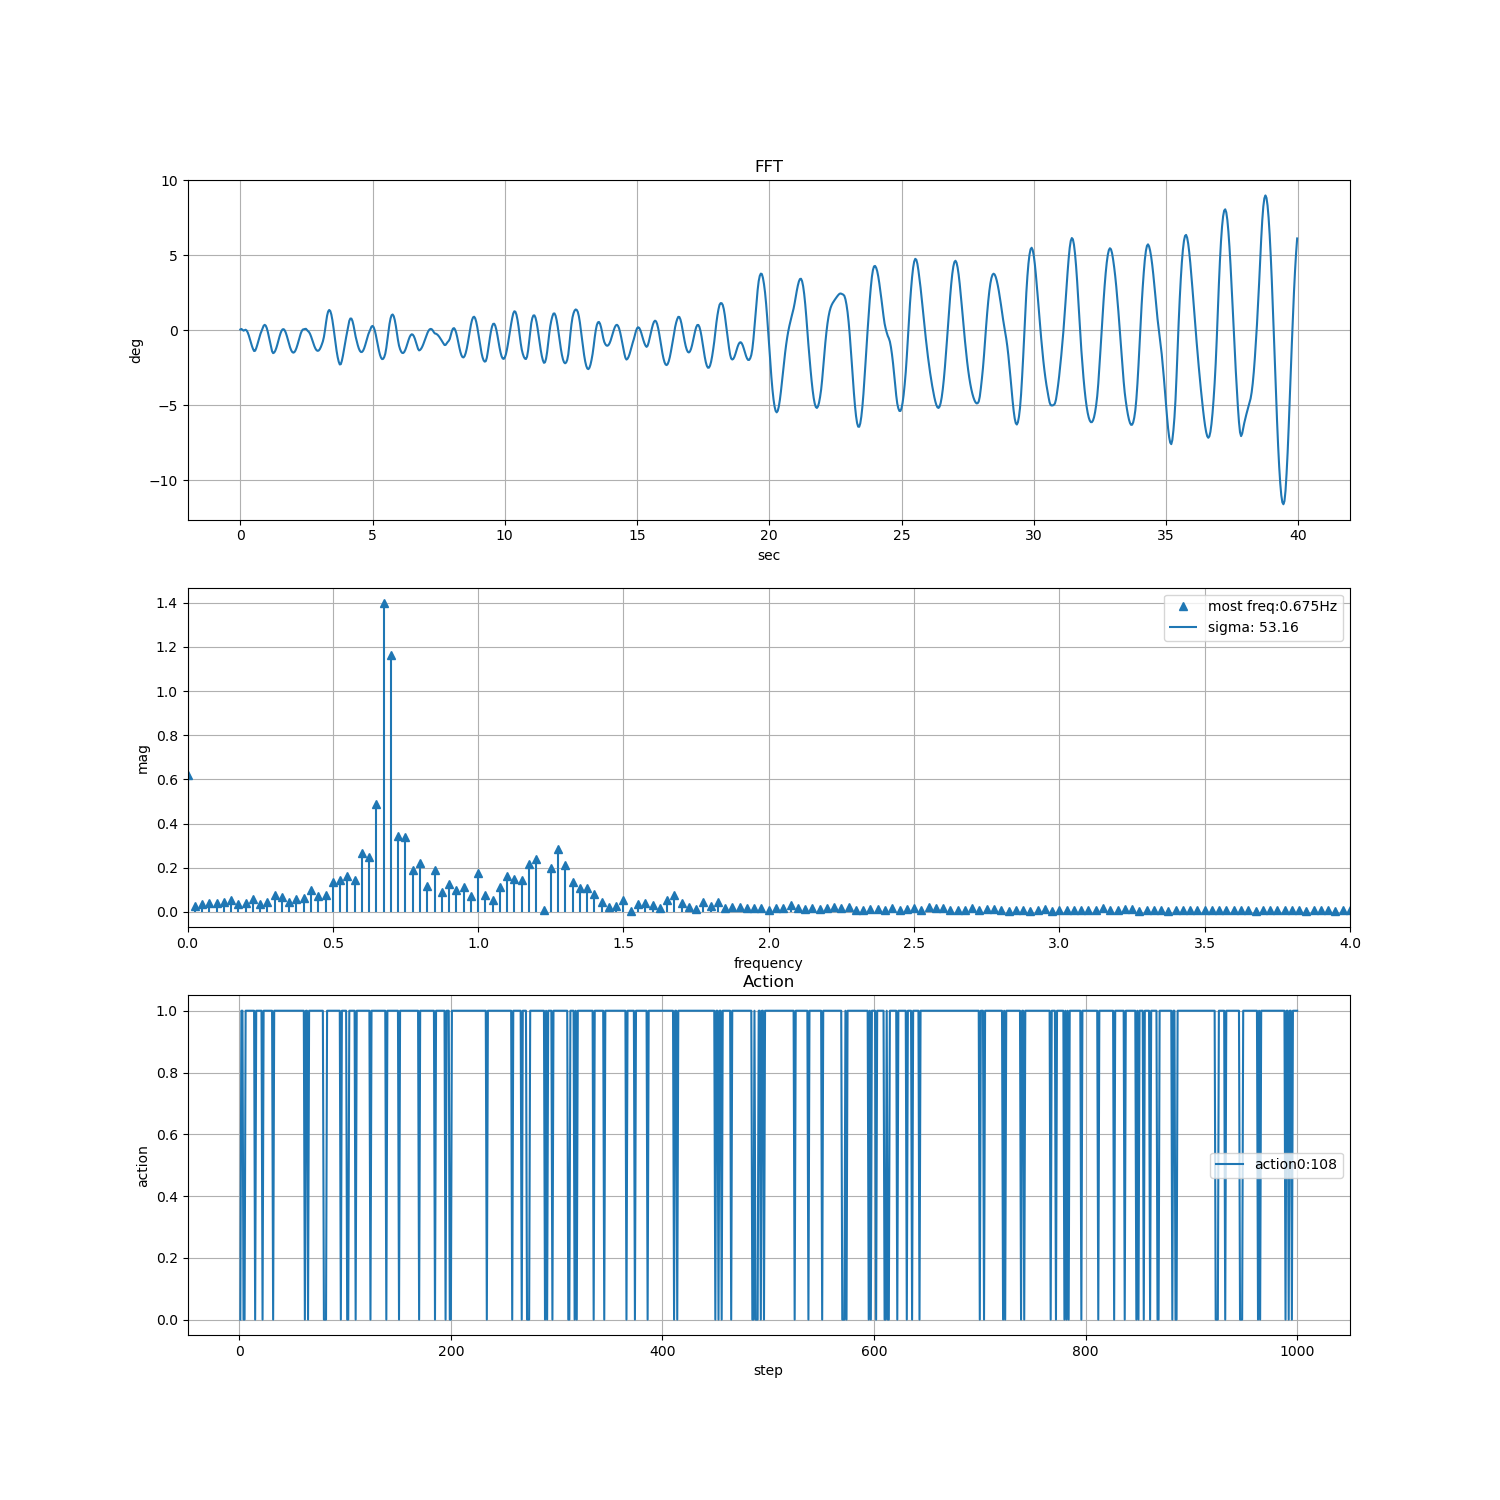 FFT
10
5
0
−5
−10
deg
0 5 10 15 20 25 30 35 40
sec
1.4
1.2
1.0
0.8
0.6
0.4
0.2
0.0
mag
most freq:0.675Hz
sigma: 53.16
0.0 0.5 1.0 1.5 2.0 2.5 3.0 3.5 4.0
frequency
Action
1.0
0.8
0.6
0.4
0.2
0.0
action
action0:108
0 200 400 600 800 1000
step